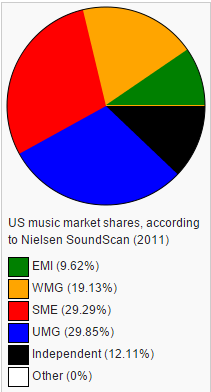 US music market shares, according
to Nielsen SoundScan (2011)
EMI (9.62%)
WMG (19.13%)
SME (29.29%)
UMG (29.85%)
Independent (12.11%)
Other (0%)